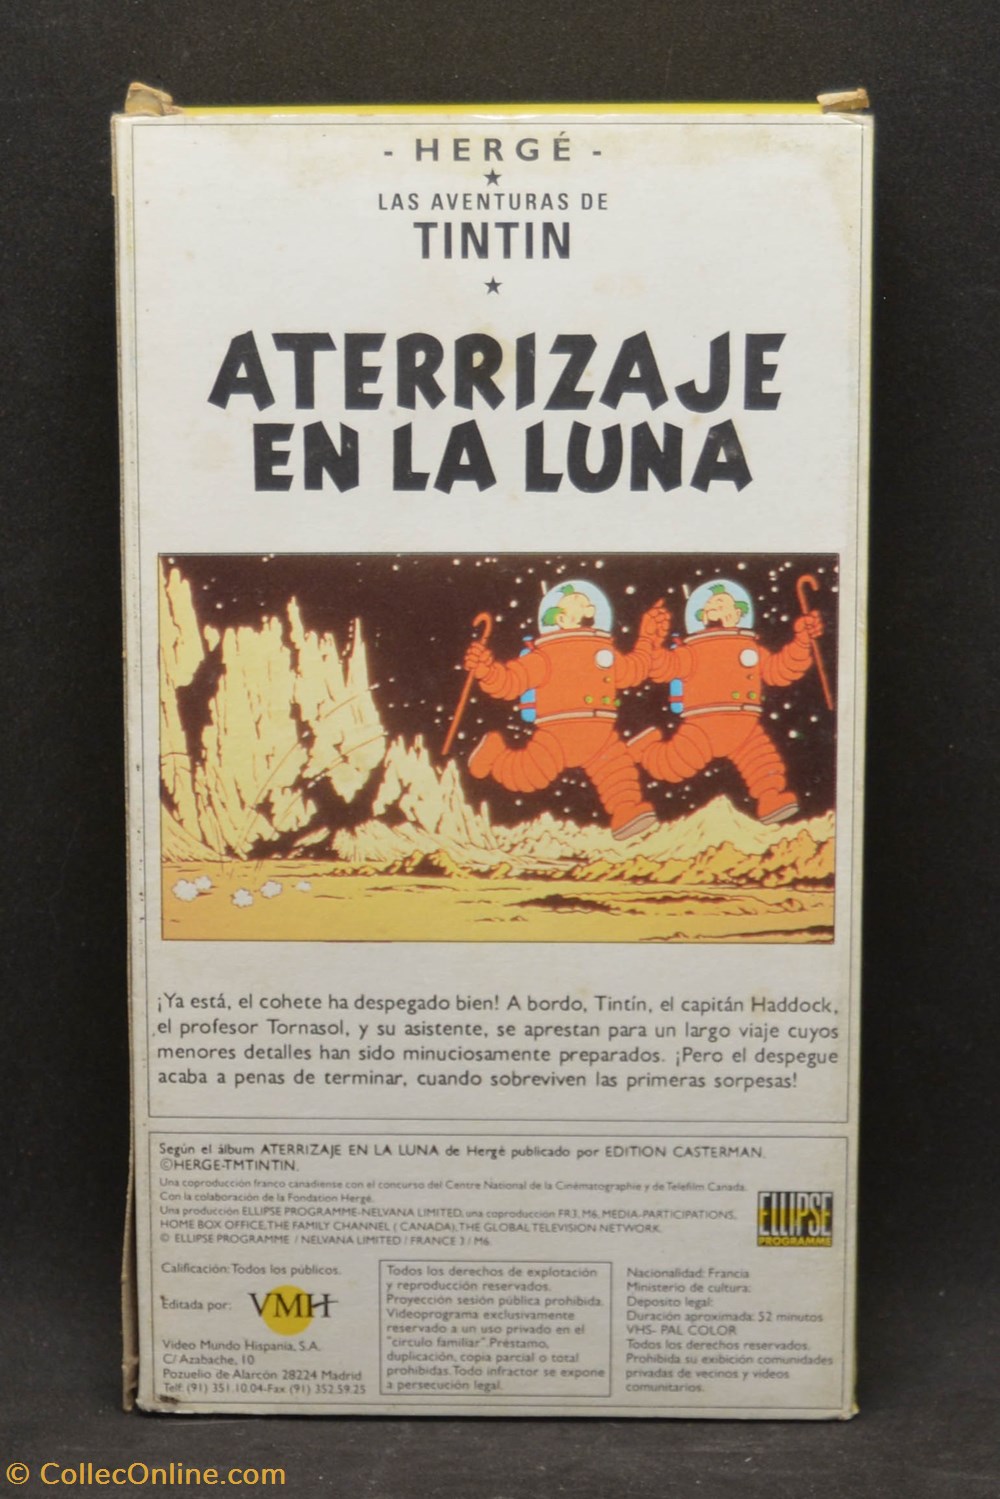 - HERGÉ -
LAS AVENTURAS DE
TINTIN
ATERRIZAJE
EN LA LUNA
¡Ya está, el cohete ha despegado bien! A bordo, Tintín, el capitán Haddock,
el profesor Tornasol, y su asistente, se aprestan para un largo viaje cuyos
menores detalles han sido minuciosamente preparados. ¡Pero el despegue
acaba a penas de terminar, cuando sobreviven las primeras sorpesas!
Según el álbum ATERRIZAJE EN LA LUNA de Hergé publicado por EDITION CASTERMAN.
©HERGE-TMTINTIN.
Una coproducción franco canadiense con el concurso del Centre National de la Cinématographie y de Telefilm Canada.
Con la colaboración de la Fondation Hergé.
Una producción ELLIPSE PROGRAMME-NELVANA LIMITED, una coproducción FR3, M6, MEDIA-PARTICIPATIONS,
HOME BOX OFFICE, THE FAMILY CHANNEL ( CANADA), THE GLOBAL TELEVISION NETWORK.
© ELLIPSE PROGRAMME / NELVANA LIMITED / FRANCE 3 / M6.
ELLIPSE
PROGRAMME
Calificación: Todos los públicos.
Editada por: VMH
Video Mundo Hispania, S.A.
C/ Azabache, 10
Pozuelo de Alarcón 28224 Madrid
Telf: (91) 351.10.04-Fax (91) 352.59.25
Todos los derechos de explotación
y reproducción reservados.
Proyección sesión pública prohibida.
Videoprograma exclusivamente
reservado a un uso privado en el
"circulo familiar". Préstamo,
duplicación, copia parcial o total
prohibidas. Todo infractor se expone
a persecución legal.
Nacionalidad: Francia
Ministerio de cultura:
Deposito legal:
Duración aproximada: 52 minutos
VHS- PAL COLOR
Todos los derechos reservados.
Prohibida su exibición comunidades
privadas de vecinos y videos
comunitarios.
© CollecOnline.com